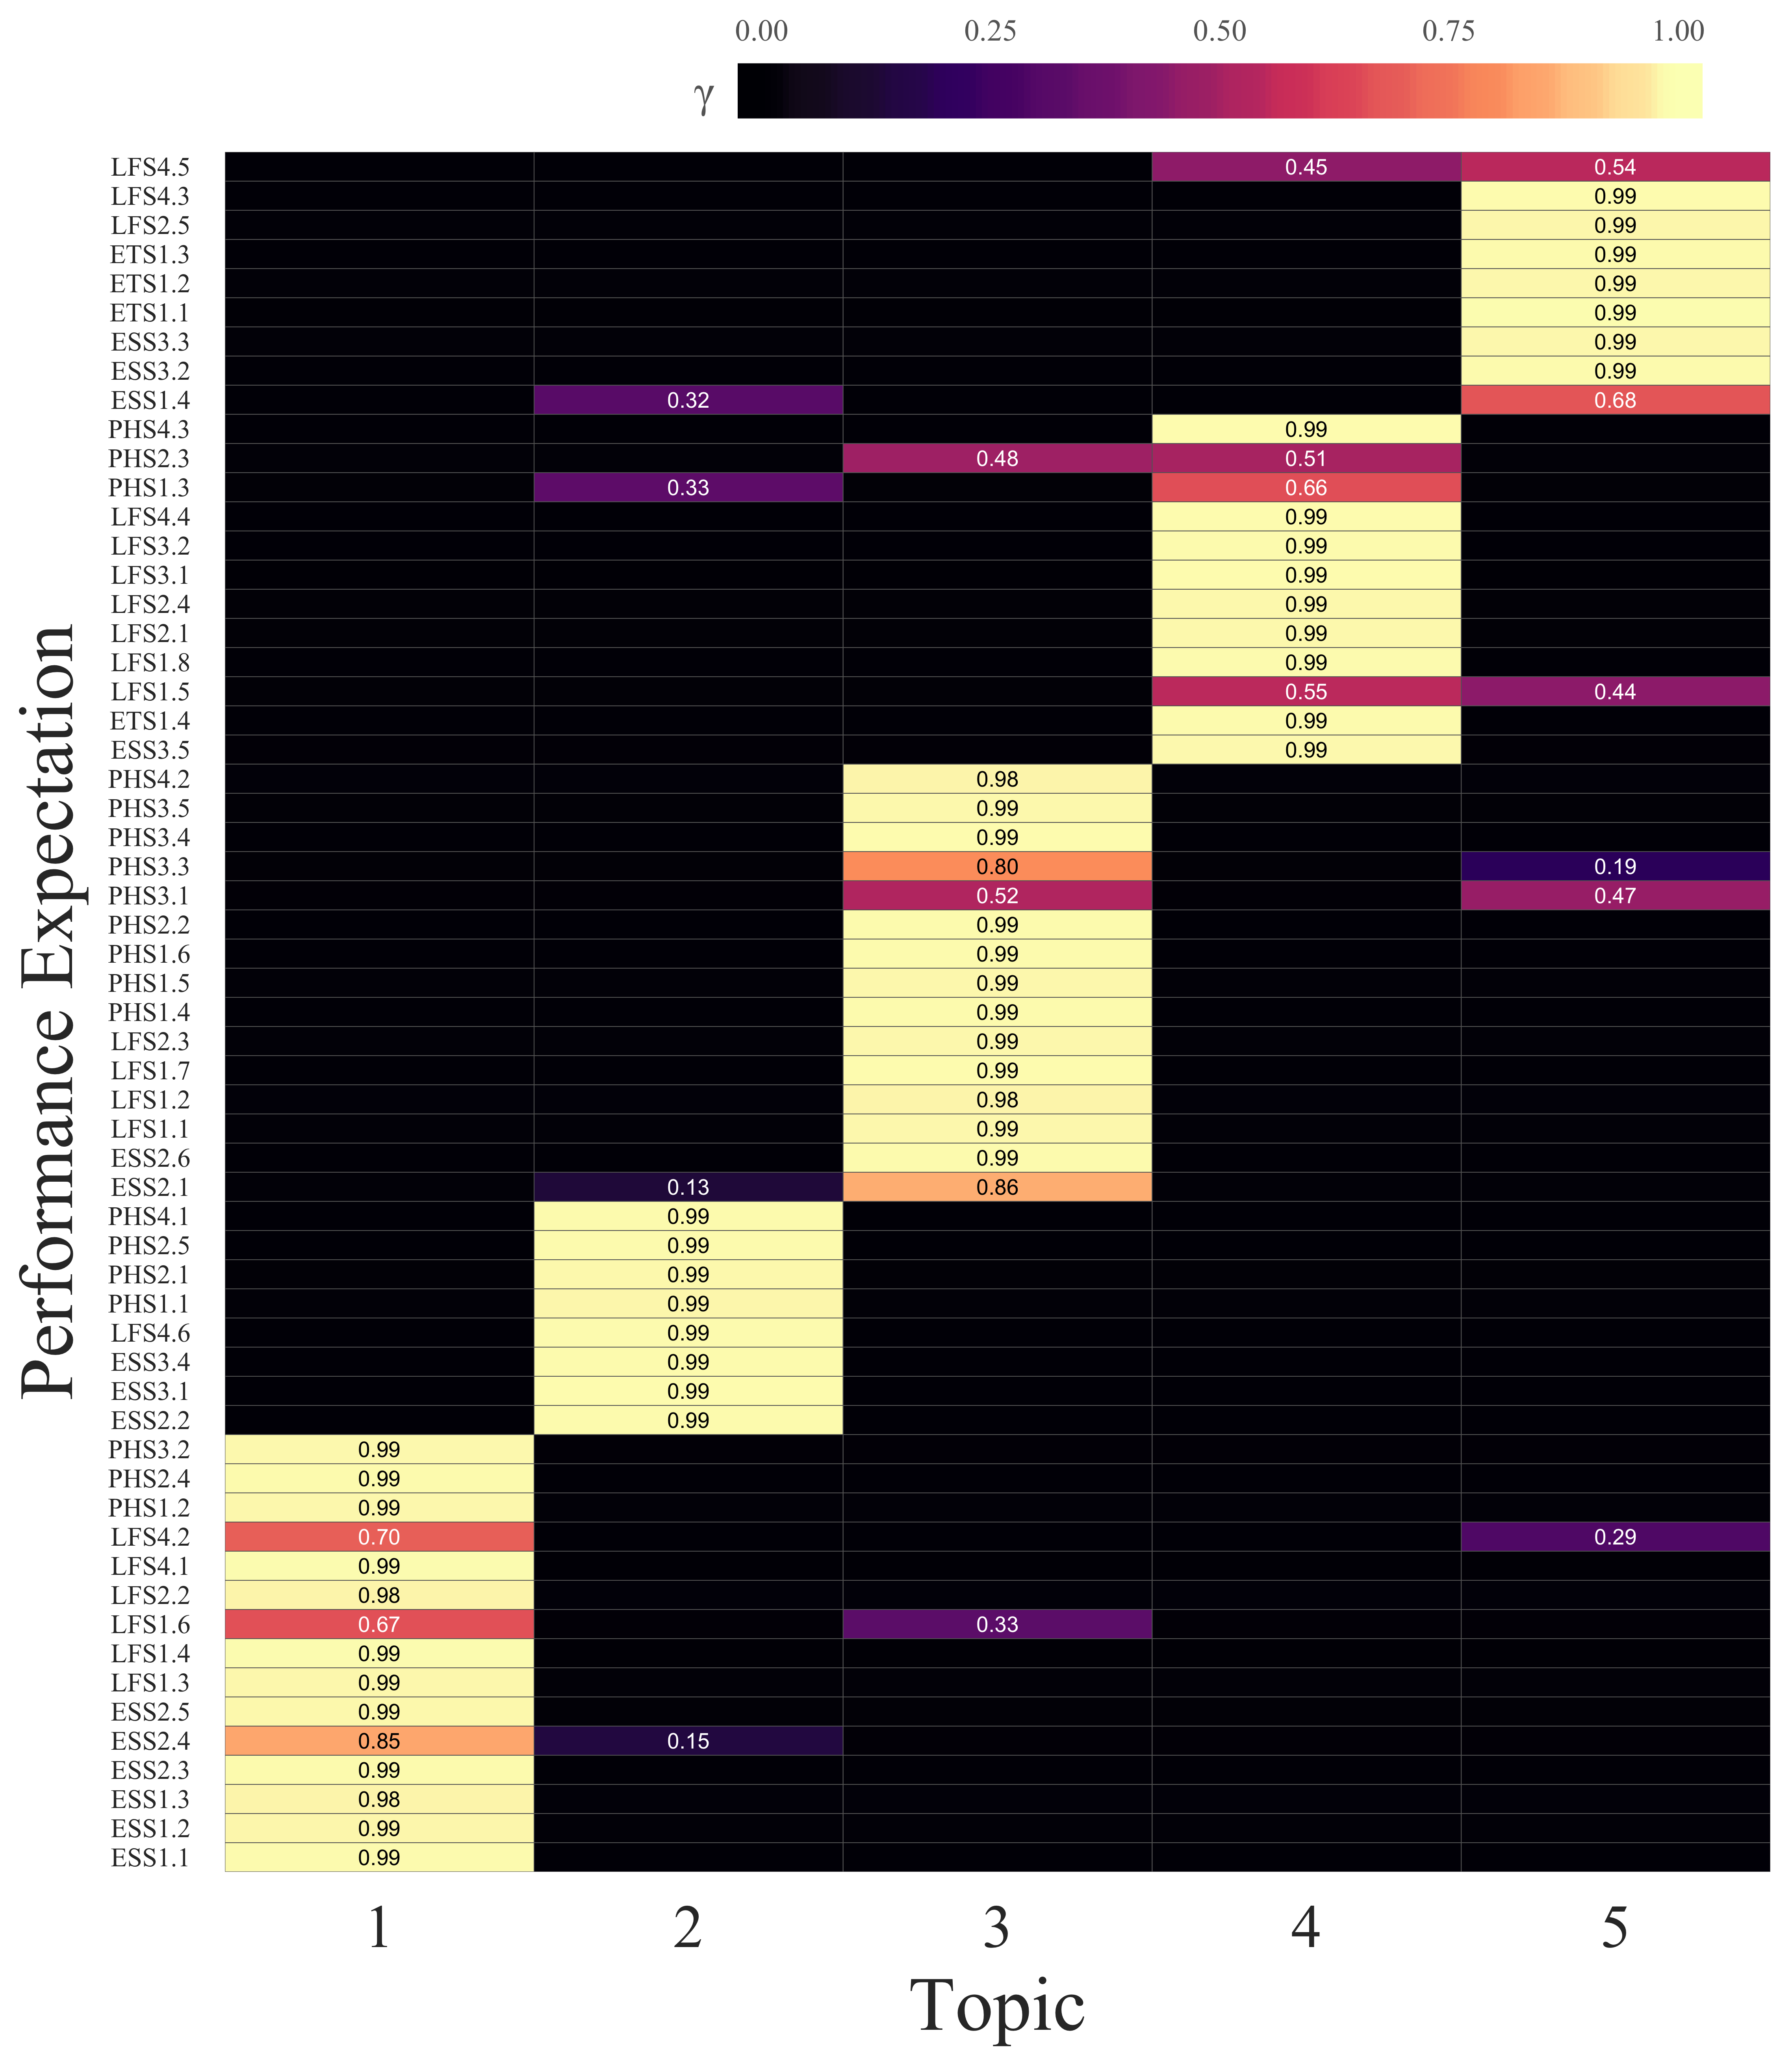 0.00 0.25 0.50 0.75 1.00
γ
LFS4.5 0.45 0.54
LFS4.3 0.99
LFS2.5 0.99
ETS1.3 0.99
ETS1.2 0.99
ETS1.1 0.99
ESS3.3 0.99
ESS3.2 0.99
ESS1.4 0.32 0.68
PHS4.3 0.99
PHS2.3 0.48 0.51
PHS1.3 0.33 0.66
LFS4.4 0.99
LFS3.2 0.99
LFS3.1 0.99
LFS2.4 0.99
LFS2.1 0.99
LFS1.8 0.99
LFS1.5 0.55 0.44
ETS1.4 0.99
ESS3.5 0.99
PHS4.2 0.98
PHS3.5 0.99
PHS3.4 0.99
PHS3.3 0.80 0.19
PHS3.1 0.52 0.47
PHS2.2 0.99
PHS1.6 0.99
PHS1.5 0.99
PHS1.4 0.99
LFS2.3 0.99
LFS1.7 0.99
LFS1.2 0.98
LFS1.1 0.99
ESS2.6 0.99
ESS2.1 0.13 0.86
PHS4.1 0.99
PHS2.5 0.99
PHS2.1 0.99
PHS1.1 0.99
LFS4.6 0.99
ESS3.4 0.99
ESS3.1 0.99
ESS2.2 0.99
PHS3.2 0.99
PHS2.4 0.99
PHS1.2 0.99
LFS4.2 0.70 0.29
LFS4.1 0.99
LFS2.2 0.98
LFS1.6 0.67 0.33
LFS1.4 0.99
LFS1.3 0.99
ESS2.5 0.99
ESS2.4 0.85 0.15
ESS2.3 0.99
ESS1.3 0.98
ESS1.2 0.99
ESS1.1 0.99
Performance Expectation
1 2 3 4 5
Topic